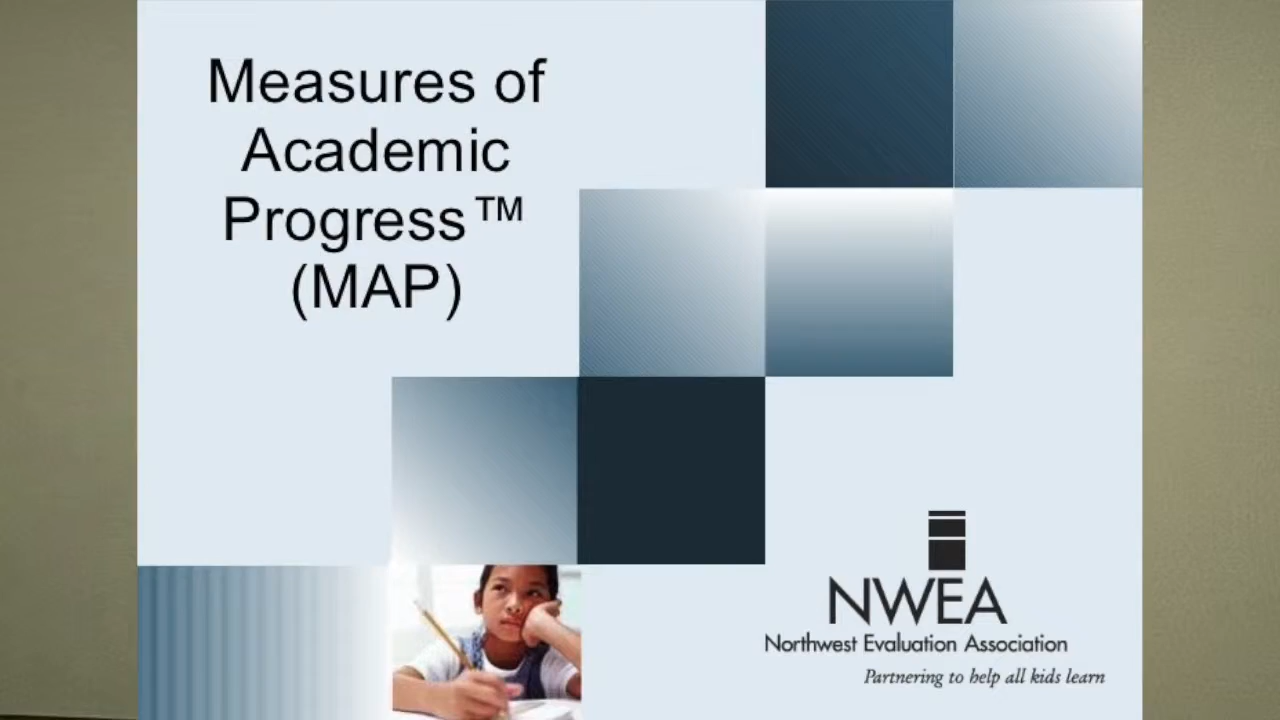 Measures of
Academic
Progress™
(MAP)
NWEA
Northwest Evaluation Association
Partnering to help all kids learn